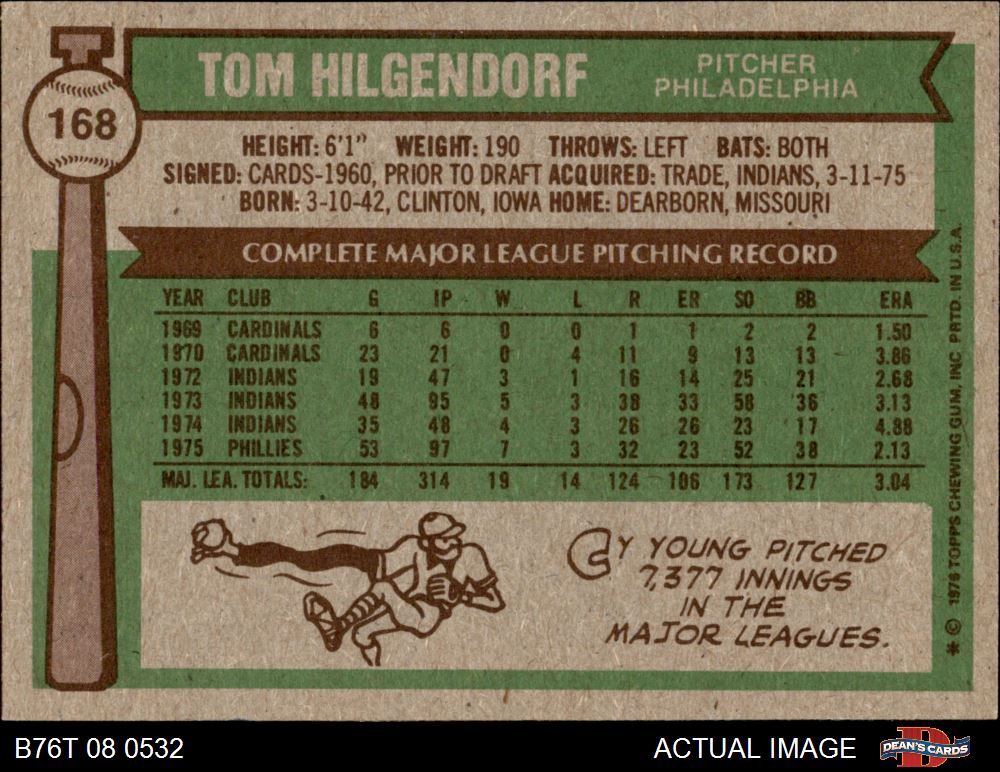 168
TOM HILGENDORF
PITCHER
PHILADELPHIA
HEIGHT: 6'1" WEIGHT: 190 THROWS: LEFT BATS: BOTH
SIGNED: CARDS-1960, PRIOR TO DRAFT ACQUIRED: TRADE, INDIANS, 3-11-75
BORN: 3-10-42, CLINTON, IOWA HOME: DEARBORN, MISSOURI
COMPLETE MAJOR LEAGUE PITCHING RECORD
YEAR CLUB G IP W L R ER SO BB ERA
1969 CARDINALS 6 6 0 0 1 1 2 2 1.50
1970 CARDINALS 23 21 0 4 11 9 13 13 3.86
1972 INDIANS 19 47 3 1 16 14 25 21 2.68
1973 INDIANS 48 95 5 3 38 33 58 36 3.13
1974 INDIANS 35 48 4 3 26 26 23 17 4.88
1975 PHILLIES 53 97 7 3 32 23 52 38 2.13
MAJ. LEA. TOTALS: 184 314 19 14 124 106 173 127 3.04
CY YOUNG PITCHED
7,377 INNINGS
IN THE
MAJOR LEAGUES.
* © 1976 TOPPS CHEWING GUM, INC. PRTD. IN U.S.A.
B76T 08 0532
ACTUAL IMAGE
DEAN'S CARDS